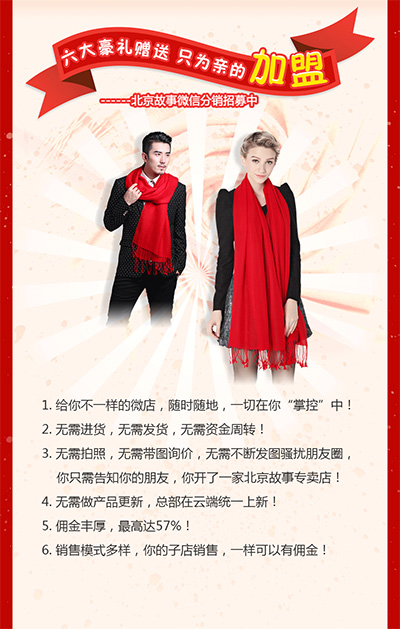 六大豪礼赠送 只为亲的加盟
------北京故事微信分销招募中
1. 给你不一样的微店，随时随地，一切在你“掌控”中！
2. 无需进货，无需发货，无需资金周转！
3. 无需拍照，无需带图询价，无需不断发图骚扰朋友圈，
你只需告知你的朋友，你开了一家北京故事专卖店！
4. 无需做产品更新，总部在云端统一上新！
5. 佣金丰厚，最高达57%！
6. 销售模式多样，你的子店销售，一样可以有佣金！